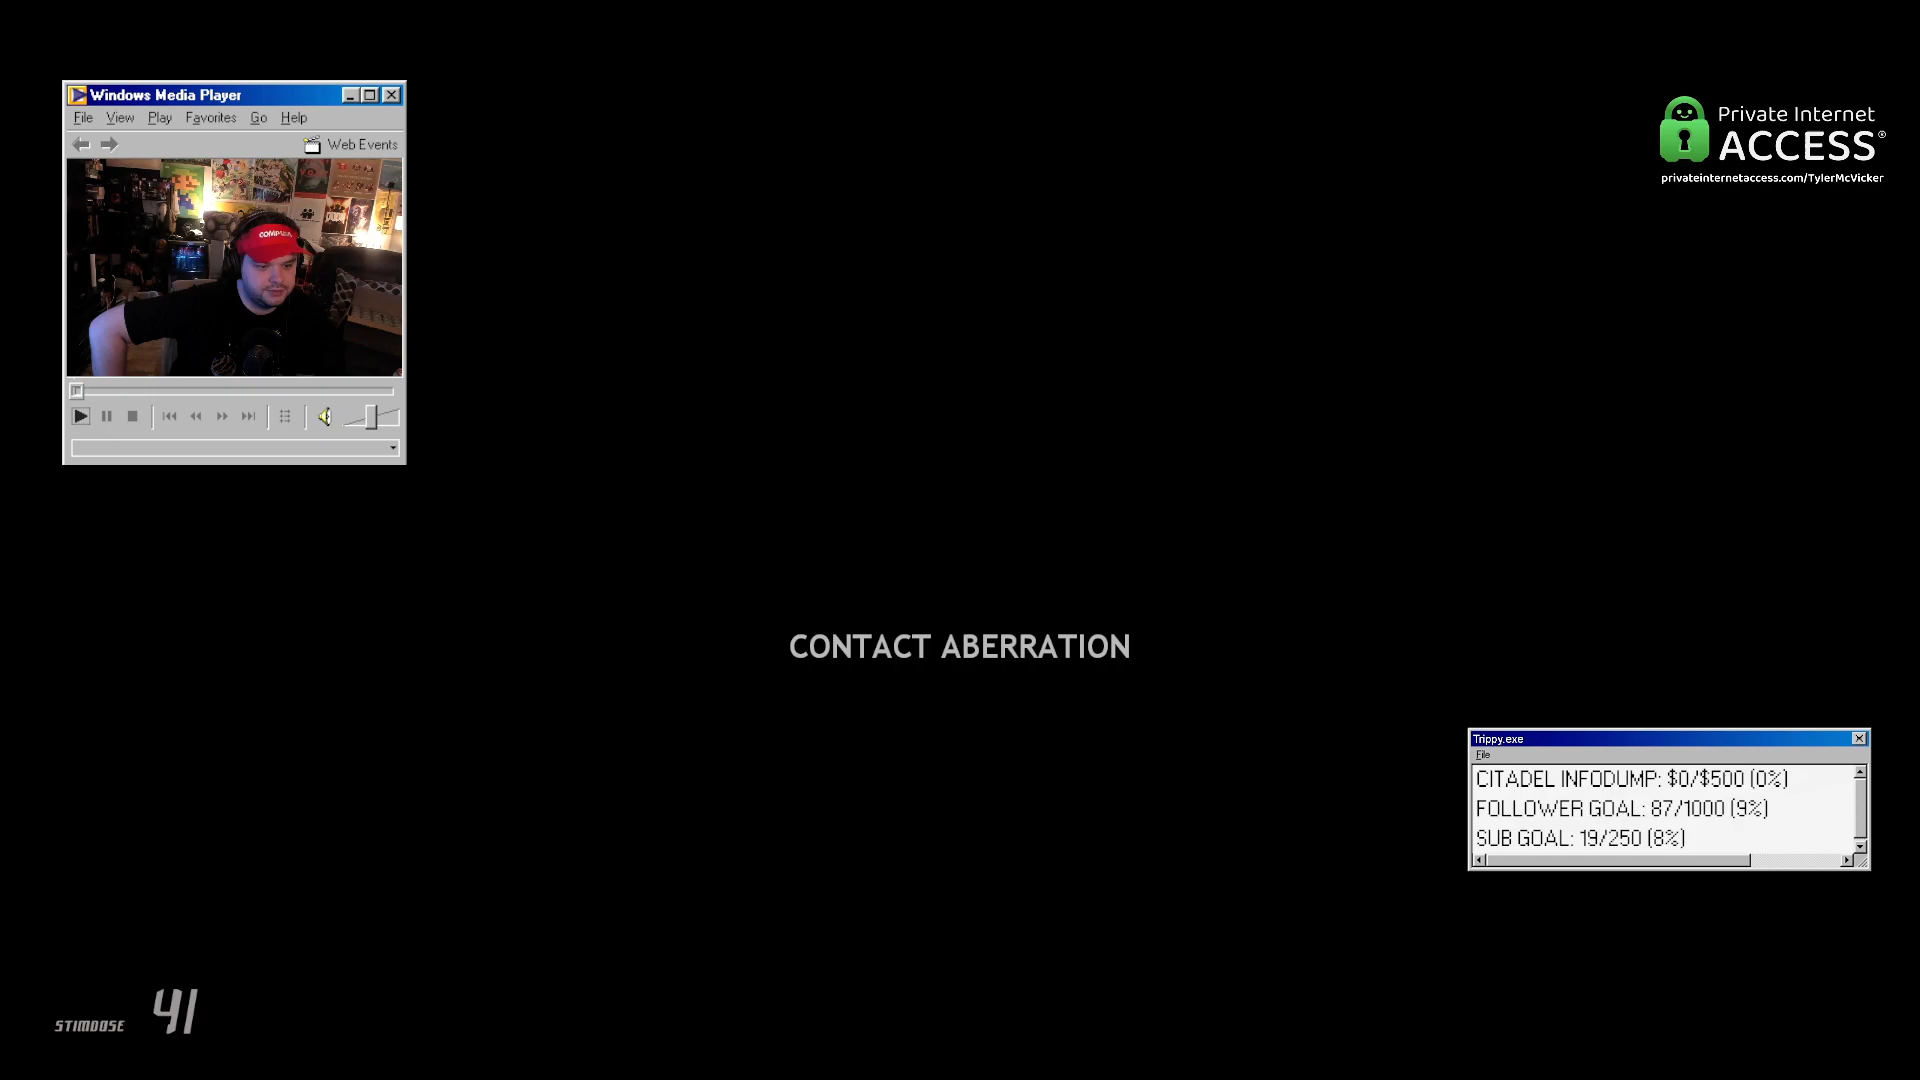 Windows Media Player
File View Play Favorites Go Help
Web Events
Private Internet
ACCESS®
privateinternetaccess.com/TylerMcVicker
CONTACT ABERRATION
Trippy.exe
File
CITADEL INFODUMP: $0/$500 (0%)
FOLLOWER GOAL: 87/1000 (9%)
SUB GOAL: 19/250 (8%)
STIMDOSE 41